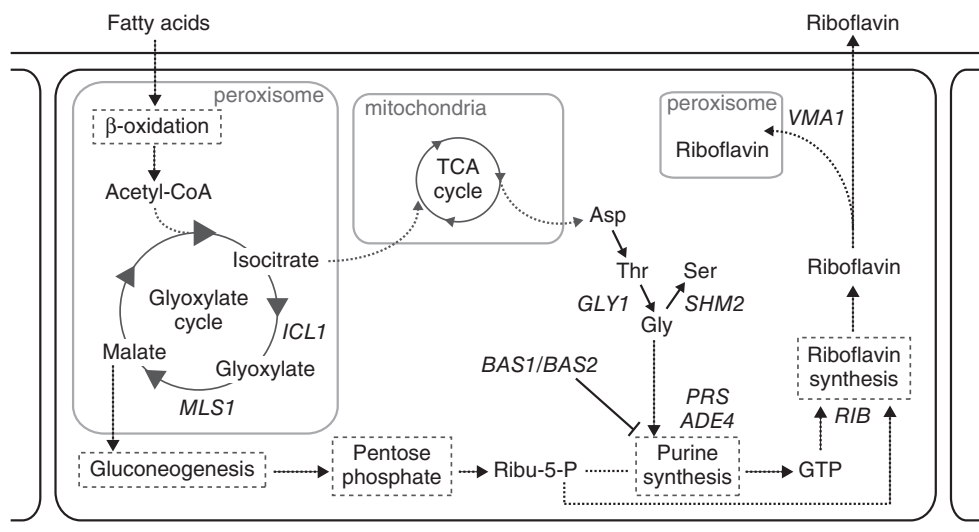 Fatty acids
Riboflavin
peroxisome
mitochondria
peroxisome
VMA1
β-oxidation
Riboflavin
TCA
cycle
Acetyl-CoA
Asp
Isocitrate
Thr
Ser
Riboflavin
Glyoxylate
cycle
GLY1
SHM2
Gly
ICL1
Malate
Glyoxylate
Riboflavin
synthesis
BAS1/BAS2
MLS1
PRS
ADE4
RIB
Gluconeogenesis
Pentose
phosphate
Ribu-5-P
Purine
synthesis
GTP